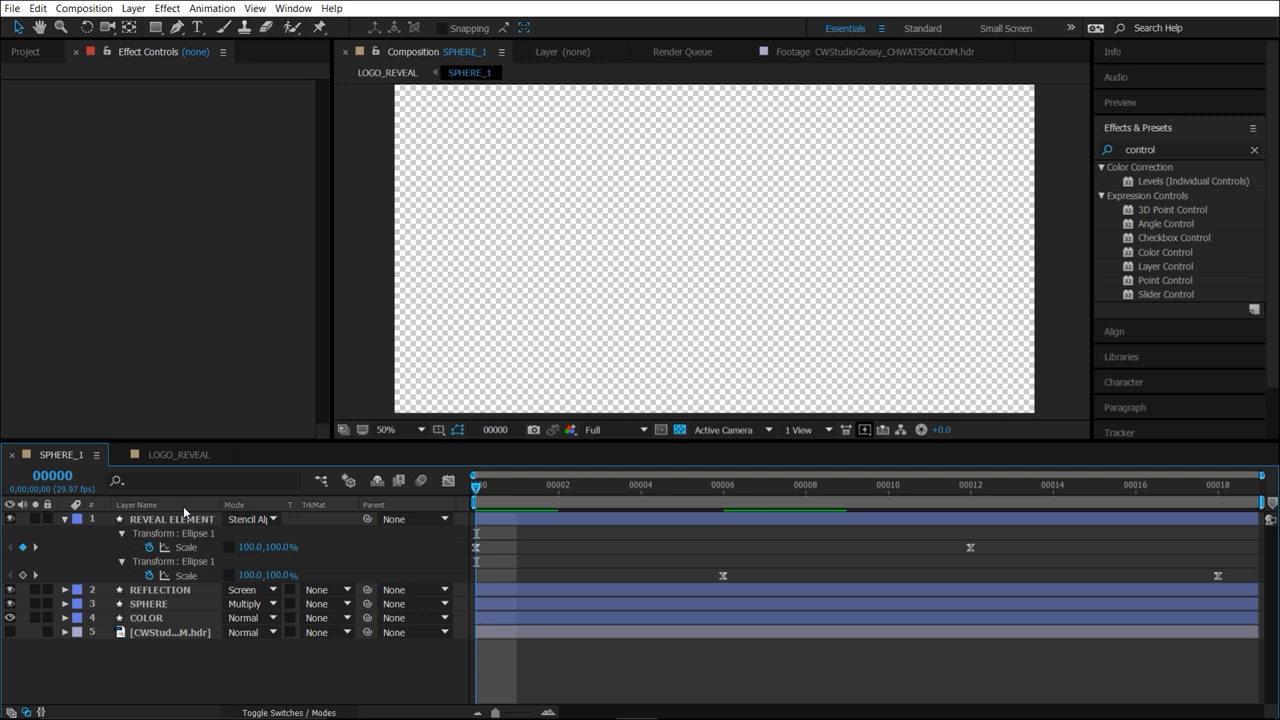 File Edit Composition Layer Effect Animation View Window Help
Snapping Essentials Standard Small Screen » Search Help
Project × Effect Controls (none) × Composition SPHERE_1 Layer (none) Render Queue Footage CWStudioGlossy_CHWATSON.COM.hdr Info
LOGO_REVEAL SPHERE_1 Audio
Preview
Effects & Presets
control
Color Correction
Levels (Individual Controls)
Expression Controls
3D Point Control
Angle Control
Checkbox Control
Color Control
Layer Control
Point Control
Slider Control
Align
Libraries
Character
Paragraph
Tracker
50% 00000 Full Active Camera 1 View +0.0
× SPHERE_1 LOGO_REVEAL
00000
0;00;00;00 (29.97 fps)
00 00002 00004 00006 00008 00010 00012 00014 00016 00018
# Layer Name Mode T TrkMat Parent
1 REVEAL ELEMENT Stencil Al None
Transform : Ellipse 1
Scale 100.0,100.0%
Transform : Ellipse 1
Scale 100.0,100.0%
2 REFLECTION Screen None None
3 SPHERE Multiply None None
4 COLOR Normal None None
5 [CWStud...M.hdr] Normal None None
Toggle Switches / Modes